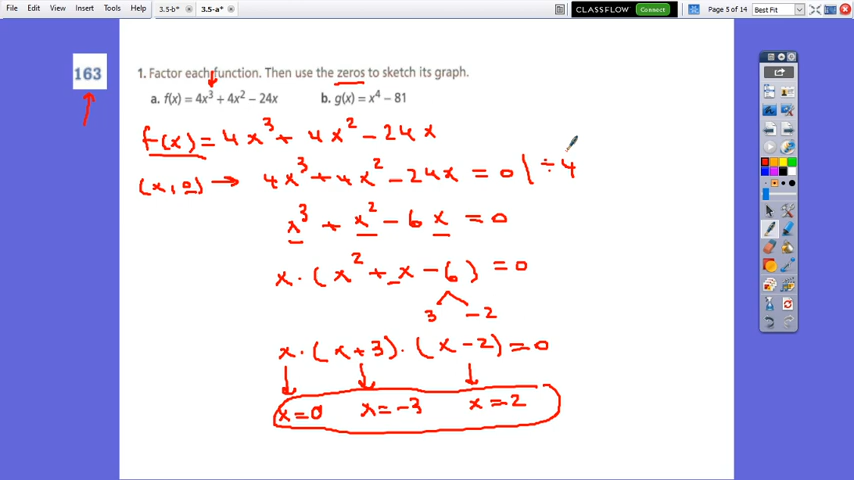 File Edit View Insert Tools Help 3.5-b* 3.5-a* CLASSFLOW Page 5 of 14 Best Fit
163
1. Factor each function. Then use the zeros to sketch its graph.
a. f(x) = 4x³ + 4x² − 24x b. g(x) = x⁴ − 81
f(x) = 4x³ + 4x² − 24x
(x, 0) → 4x³ + 4x² − 24x = 0 | ÷ 4
x³ + x² − 6x = 0
x · (x² + x − 6) = 0
3 −2
x · (x + 3) · (x − 2) = 0
x = 0 x = −3 x = 2